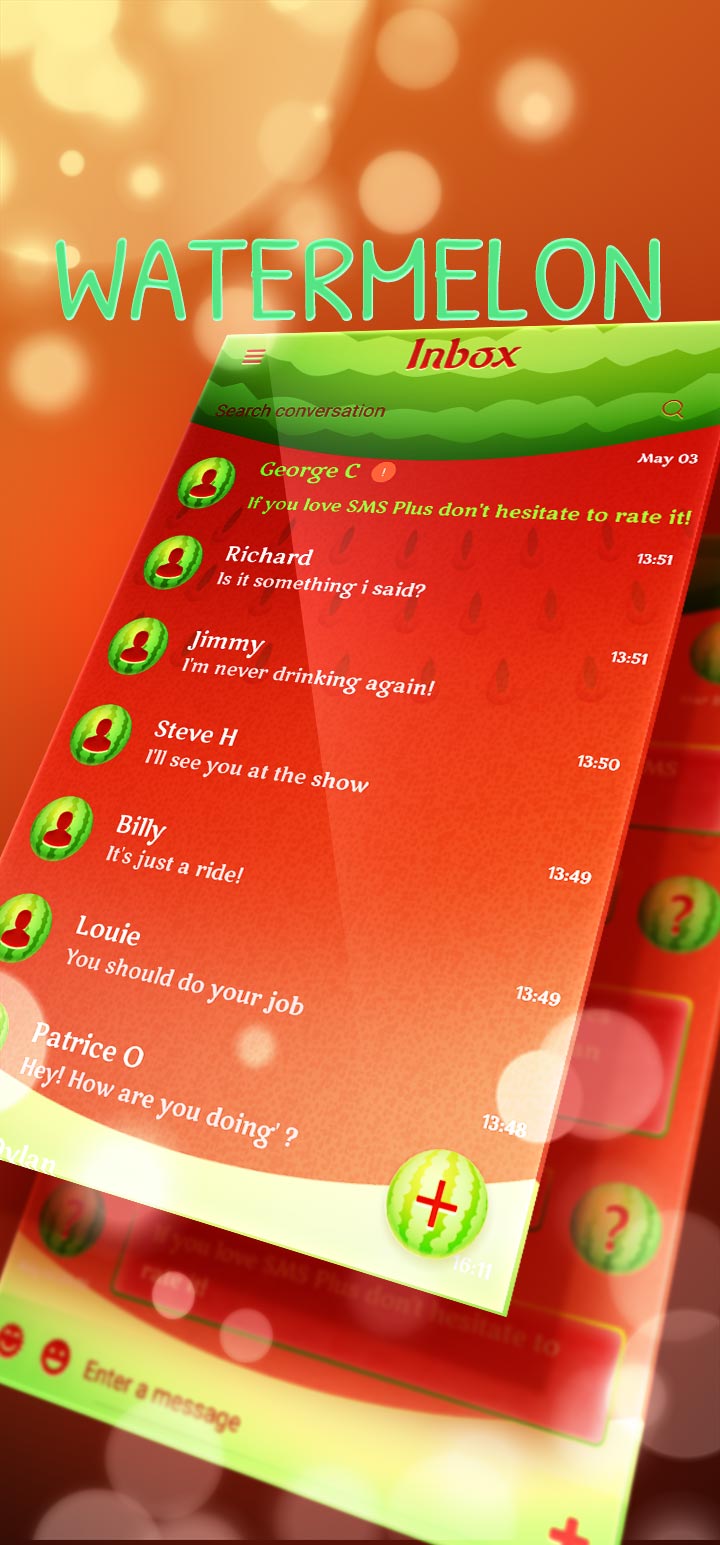 WATERMELON
Inbox
Search conversation
May 03
George C !
If you love SMS Plus don't hesitate to rate it!
Richard
13:51
Is it something i said?
Jimmy
13:51
I'm never drinking again!
Steve H
13:50
I'll see you at the show
Billy
13:49
It's just a ride!
Louie
13:49
You should do your job
Patrice O
13:48
Hey! How are you doing' ?
Dylan
16:11
SMS
?
an
?
?
If you love SMS Plus don't hesitate to
rate it!
Enter a message